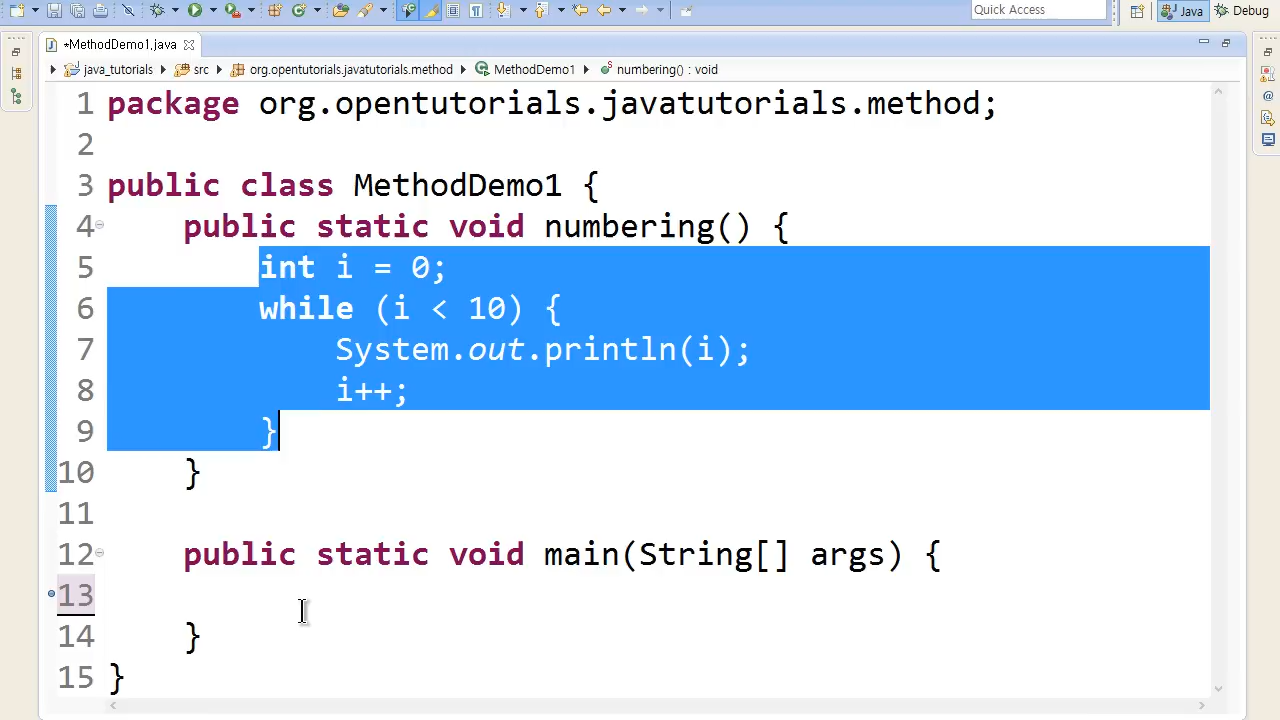 Quick Access
Java
Debug
*MethodDemo1.java
java_tutorials
src
org.opentutorials.javatutorials.method
MethodDemo1
numbering() : void
1 package org.opentutorials.javatutorials.method;
2
3 public class MethodDemo1 {
4 public static void numbering() {
5 int i = 0;
6 while (i < 10) {
7 System.out.println(i);
8 i++;
9 }
10 }
11
12 public static void main(String[] args) {
13
14 }
15 }